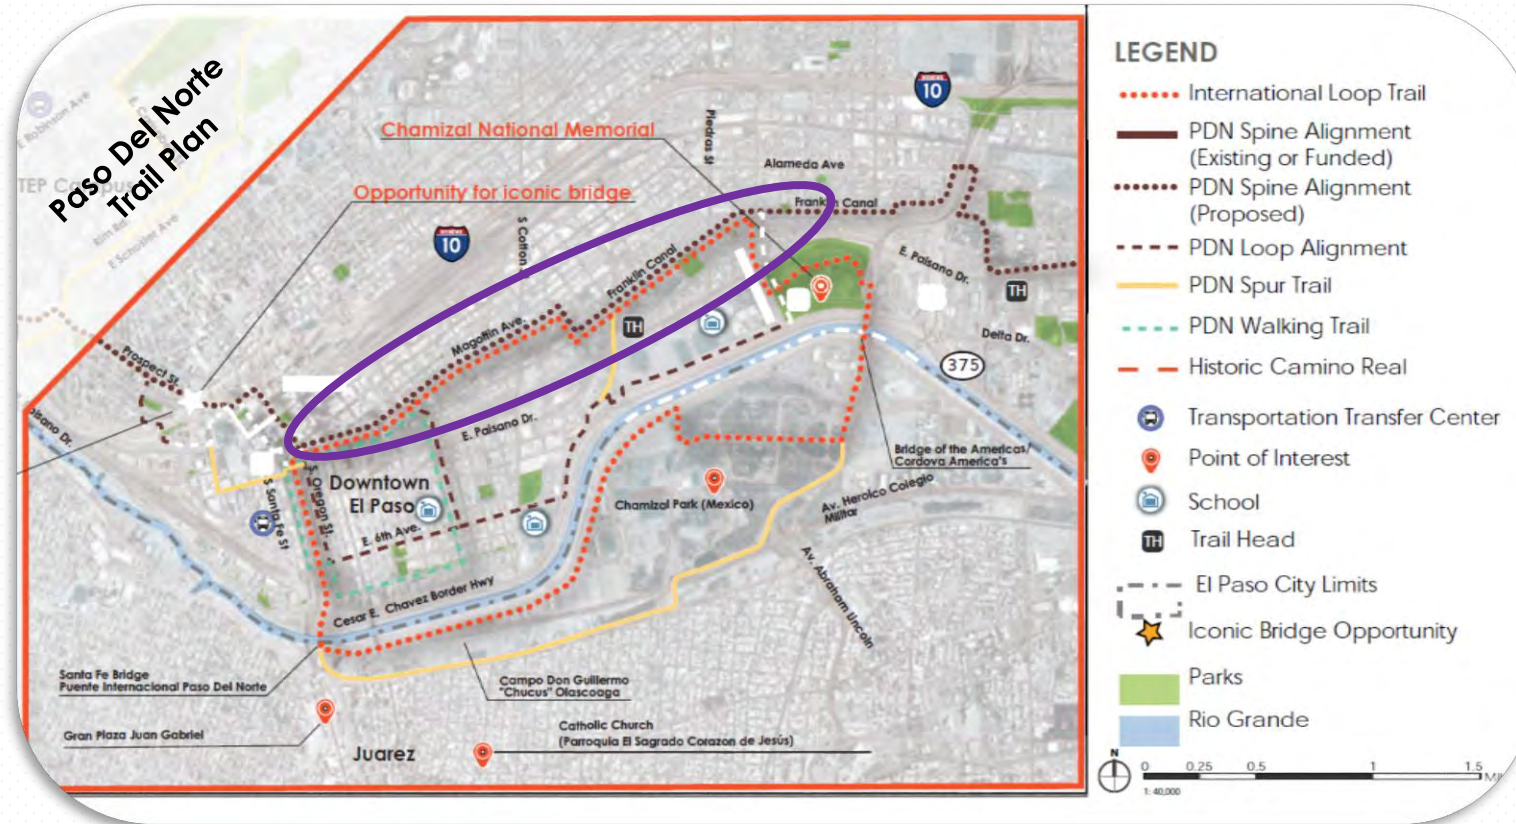 Paso Del Norte
Trail Plan
E Robinson Ave
TEP Campus
Rim Rd
E Schuster Ave
Chamizal National Memorial
Opportunity for iconic bridge
10
10
Piedras St
Alameda Ave
Franklin Canal
S Cotton
Franklin Canal
Magoffin Ave.
E. Paisano Dr.
TH
TH
Delta Dr.
375
Prospect St.
aisano Dr.
E. Paisano Dr.
Bridge of the Americas/
Cordova America's
Downtown
El Paso
S Oregon St.
S Santa Fe St
E. 6th Ave.
Chamizal Park (Mexico)
Av. Heroico Colegio
Militar
Av. Abraham Lincoln
Cesar E. Chavez Border Hwy
Santa Fe Bridge
Puente Internacional Paso Del Norte
Campo Don Guillermo
"Chucus" Olascoaga
Gran Plaza Juan Gabriel
Catholic Church
(Parroquia El Sagrado Corazon de Jesús)
Juarez
LEGEND
International Loop Trail
PDN Spine Alignment
(Existing or Funded)
PDN Spine Alignment
(Proposed)
PDN Loop Alignment
PDN Spur Trail
PDN Walking Trail
Historic Camino Real
Transportation Transfer Center
Point of Interest
School
TH Trail Head
El Paso City Limits
Iconic Bridge Opportunity
Parks
Rio Grande
N
0 0.25 0.5 1 1.5
1: 40,000